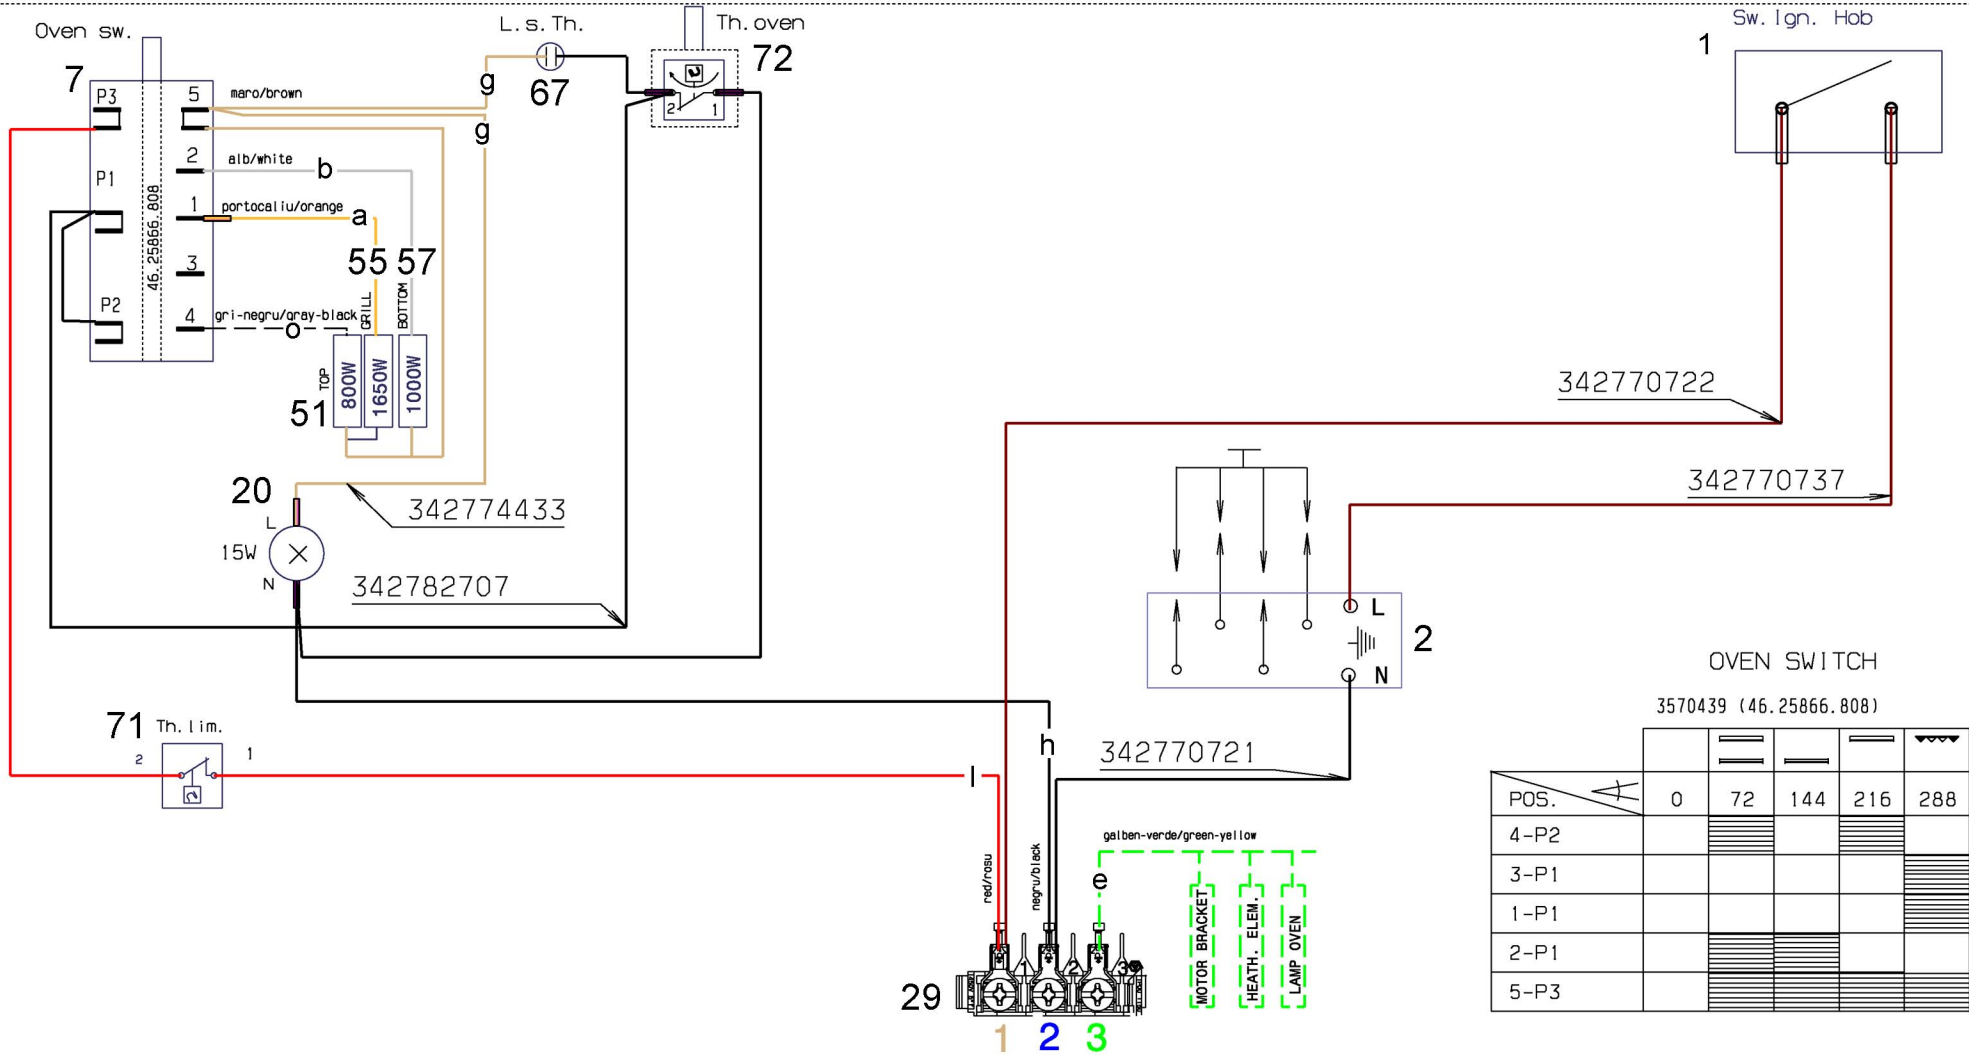 Oven sw.
L.s.Th.
Th.oven
Sw.Ign. Hob
7
67
72
1
P3
5
maro/brown
g
g
2
1
2
alb/white
b
P1
1
portocaliu/orange
a
46.25866.808
3
55
57
P2
4
gri-negru/gray-black
o
GRILL
BOTTOM
TOP
800W
1650W
1000W
51
342770722
342770737
20
342774433
L
15W
N
342782707
L
N
2
71
Th.lim.
2
1
l
h
342770721
galben-verde/green-yellow
red/rosu
negru/black
e
MOTOR BRACKET
HEATH. ELEM.
LAMP OVEN
29
1
2
3
1
2
3
OVEN SWITCH
3570439 (46.25866.808)
POS.
0
72
144
216
288
4-P2
3-P1
1-P1
2-P1
5-P3